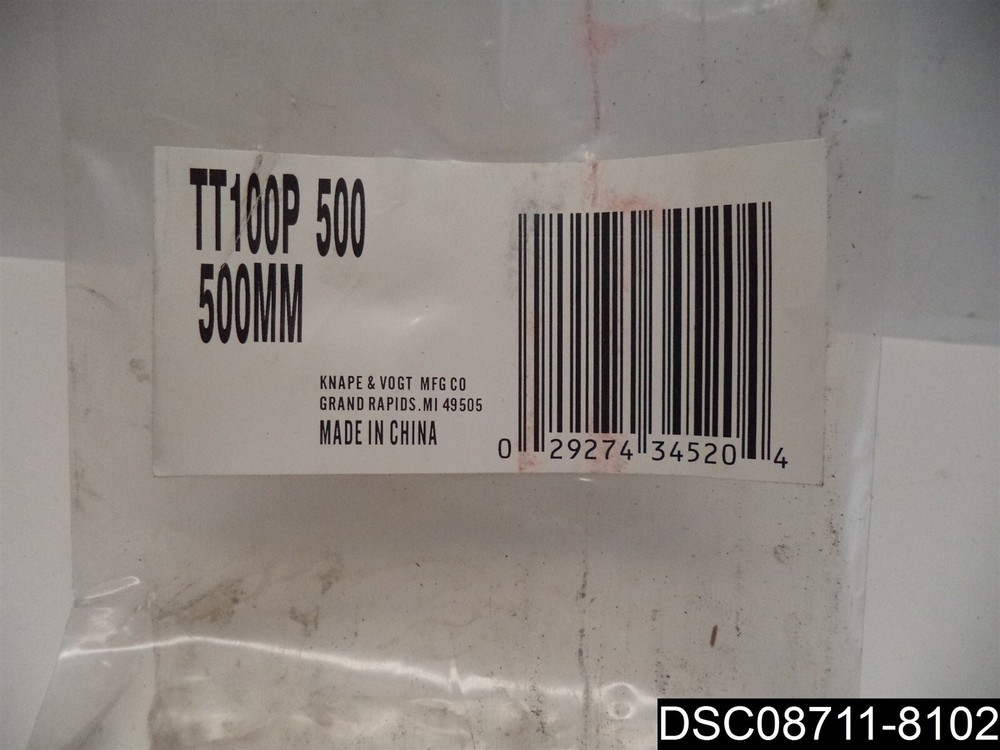 TT100P 500
500MM
KNAPE & VOGT MFG CO
GRAND RAPIDS.MI 49505
MADE IN CHINA
0 29274 34520 4
DSC08711-8102